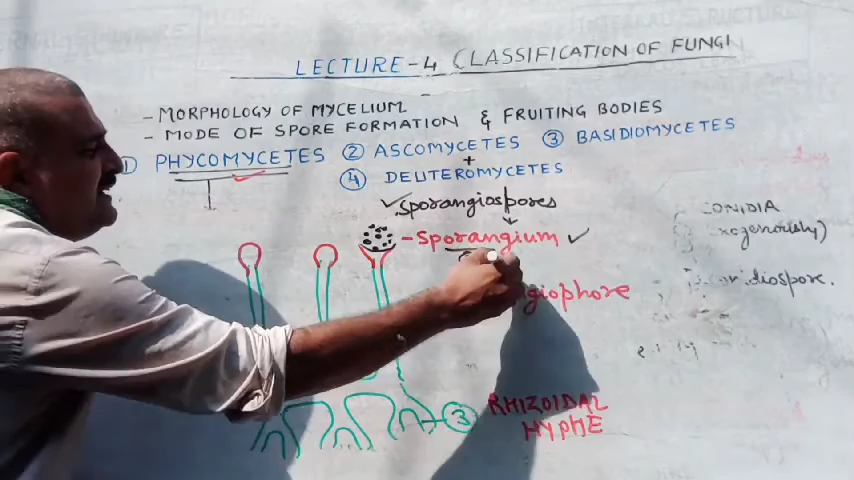 LECTURE-4 (CLASSIFICATION OF FUNGI
- MORPHOLOGY OF MYCELIUM & FRUITING BODIES
- MODE OF SPORE FORMATION
① PHYCOMYCETES ② ASCOMYCETES ③ BASIDIOMYCETES
+
④ DEUTEROMYCETES
✓ Sporangiospores
- Sporangium ✓
giophore
③ RHIZOIDAL
HYPHE
CONIDIA